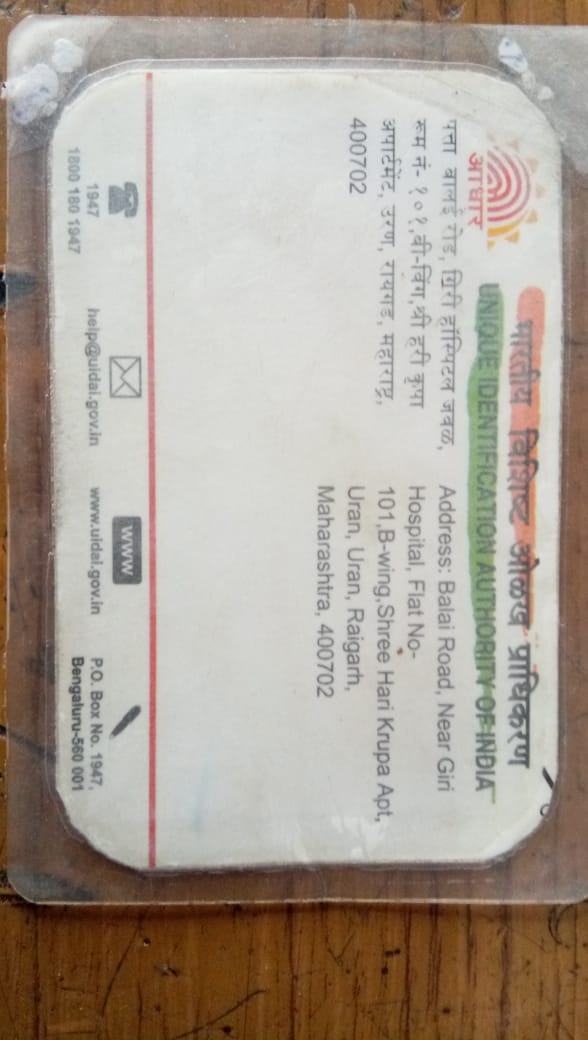 भारतीय विशिष्ट ओळख प्राधिकरण
UNIQUE IDENTIFICATION AUTHORITY OF INDIA
आधार
पत्ता बालई रोड, गिरी हॉस्पिटल जवळ,
रूम नं- १०१,बी-विंग,श्री हरी कृपा
अपार्टमेंट, उरण, रायगड, महाराष्ट्र,
400702
Address: Balai Road, Near Giri
Hospital, Flat No-
101,B-wing,Shree Hari Krupa Apt,
Uran, Uran, Raigarh,
Maharashtra, 400702
1947
1800 180 1947
help@uidai.gov.in
www
www.uidai.gov.in
P.O. Box No. 1947,
Bengaluru-560 001